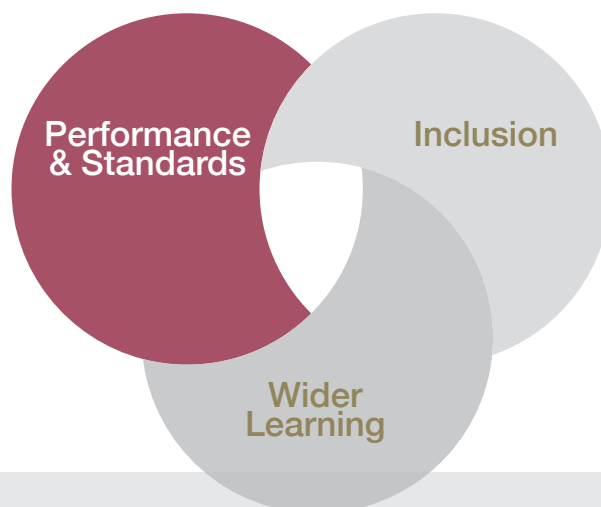 Performance
& Standards
Inclusion
Wider
Learning